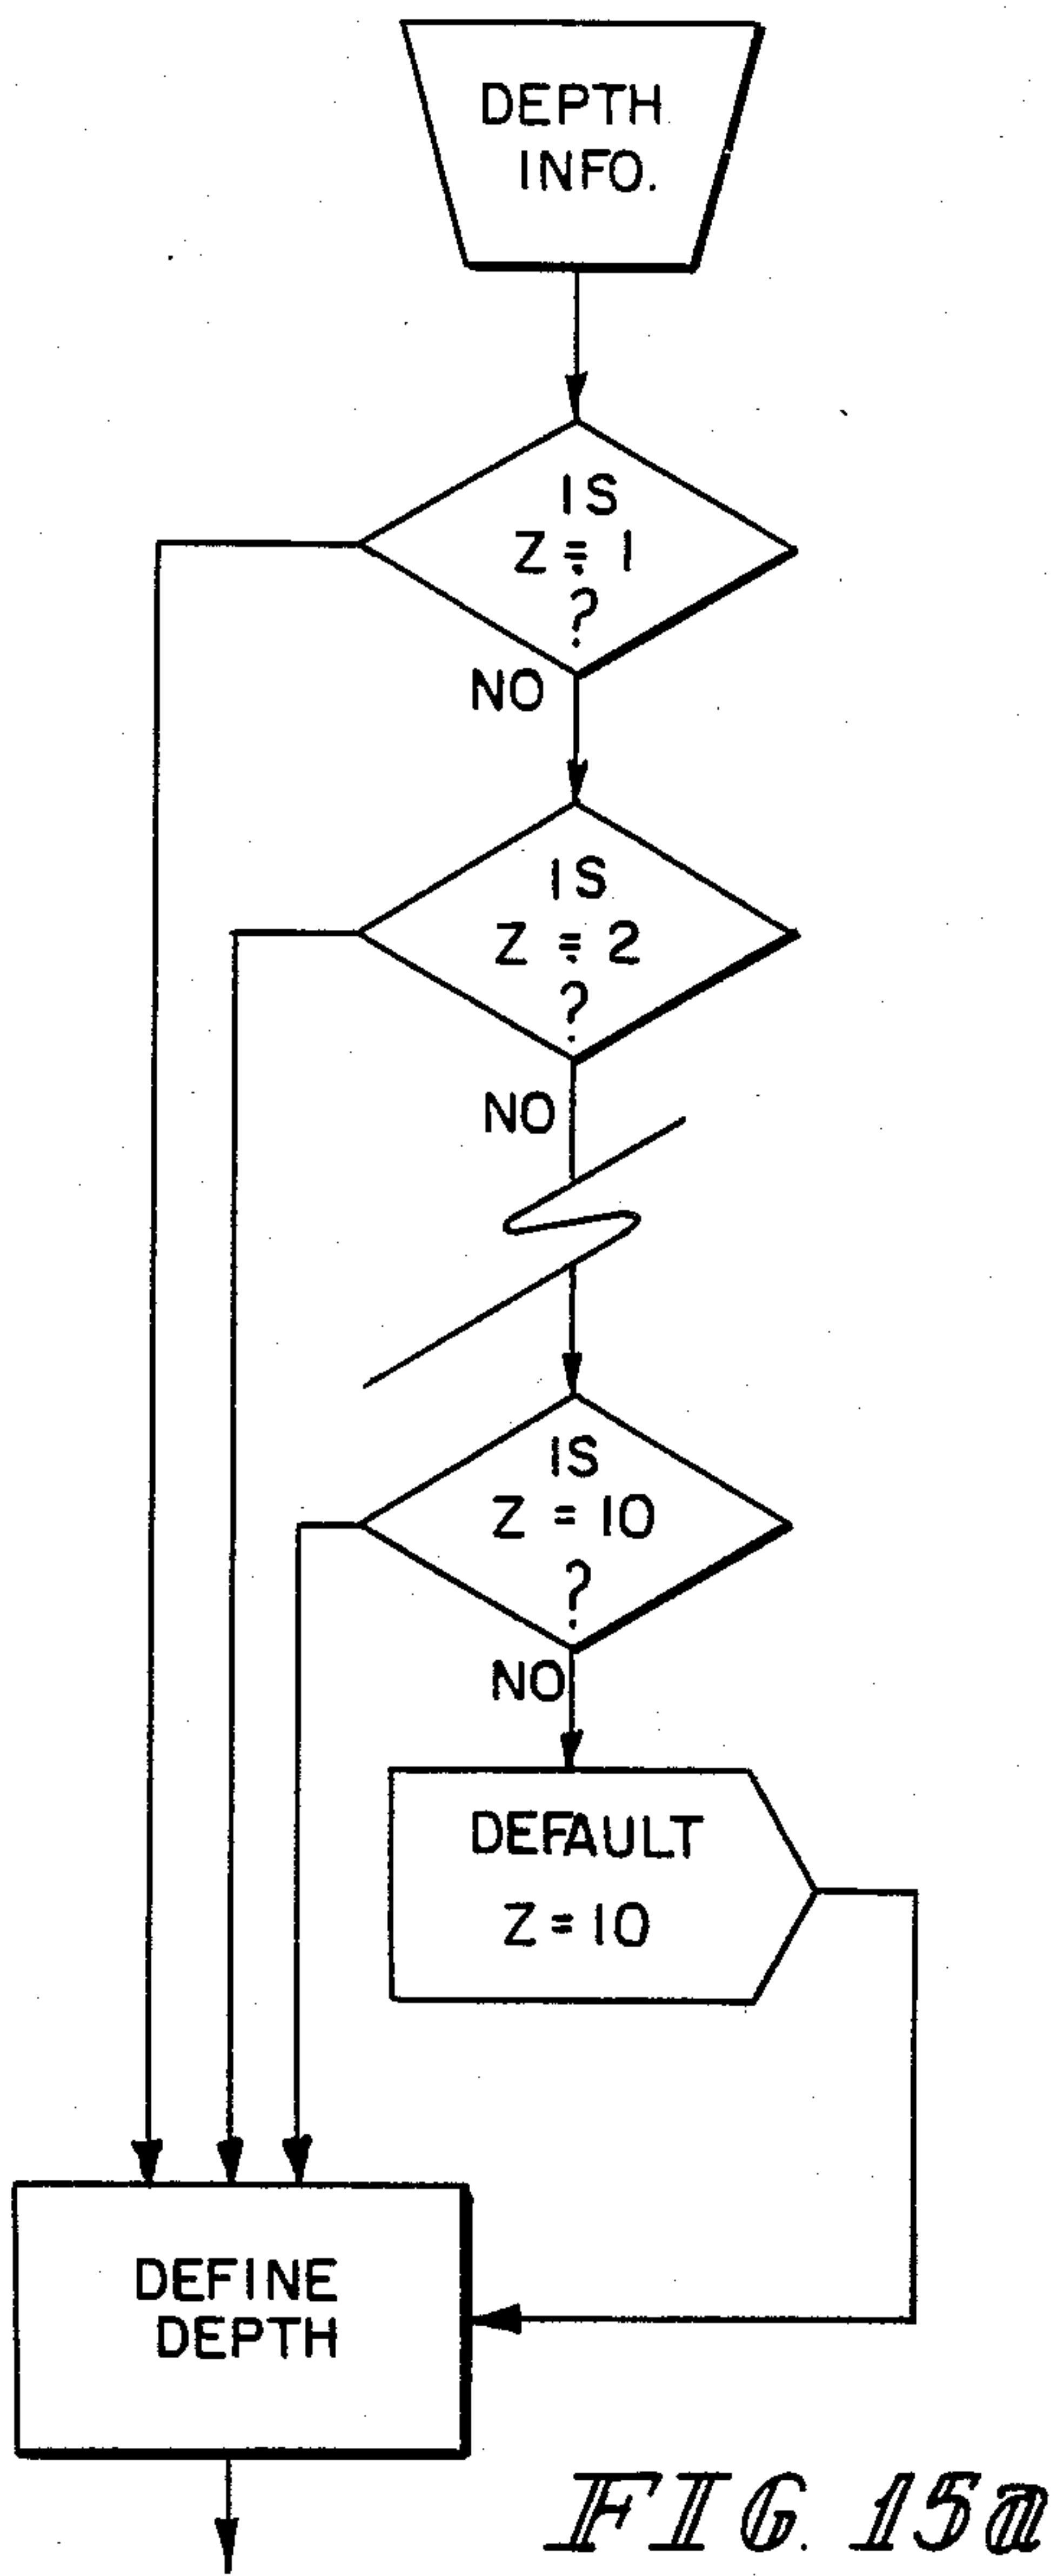 DEPTH
INFO.
IS
Z = 1
?
NO
IS
Z = 2
?
NO
IS
Z = 10
?
NO
DEFAULT
Z = 10
DEFINE
DEPTH
FIG. 15a